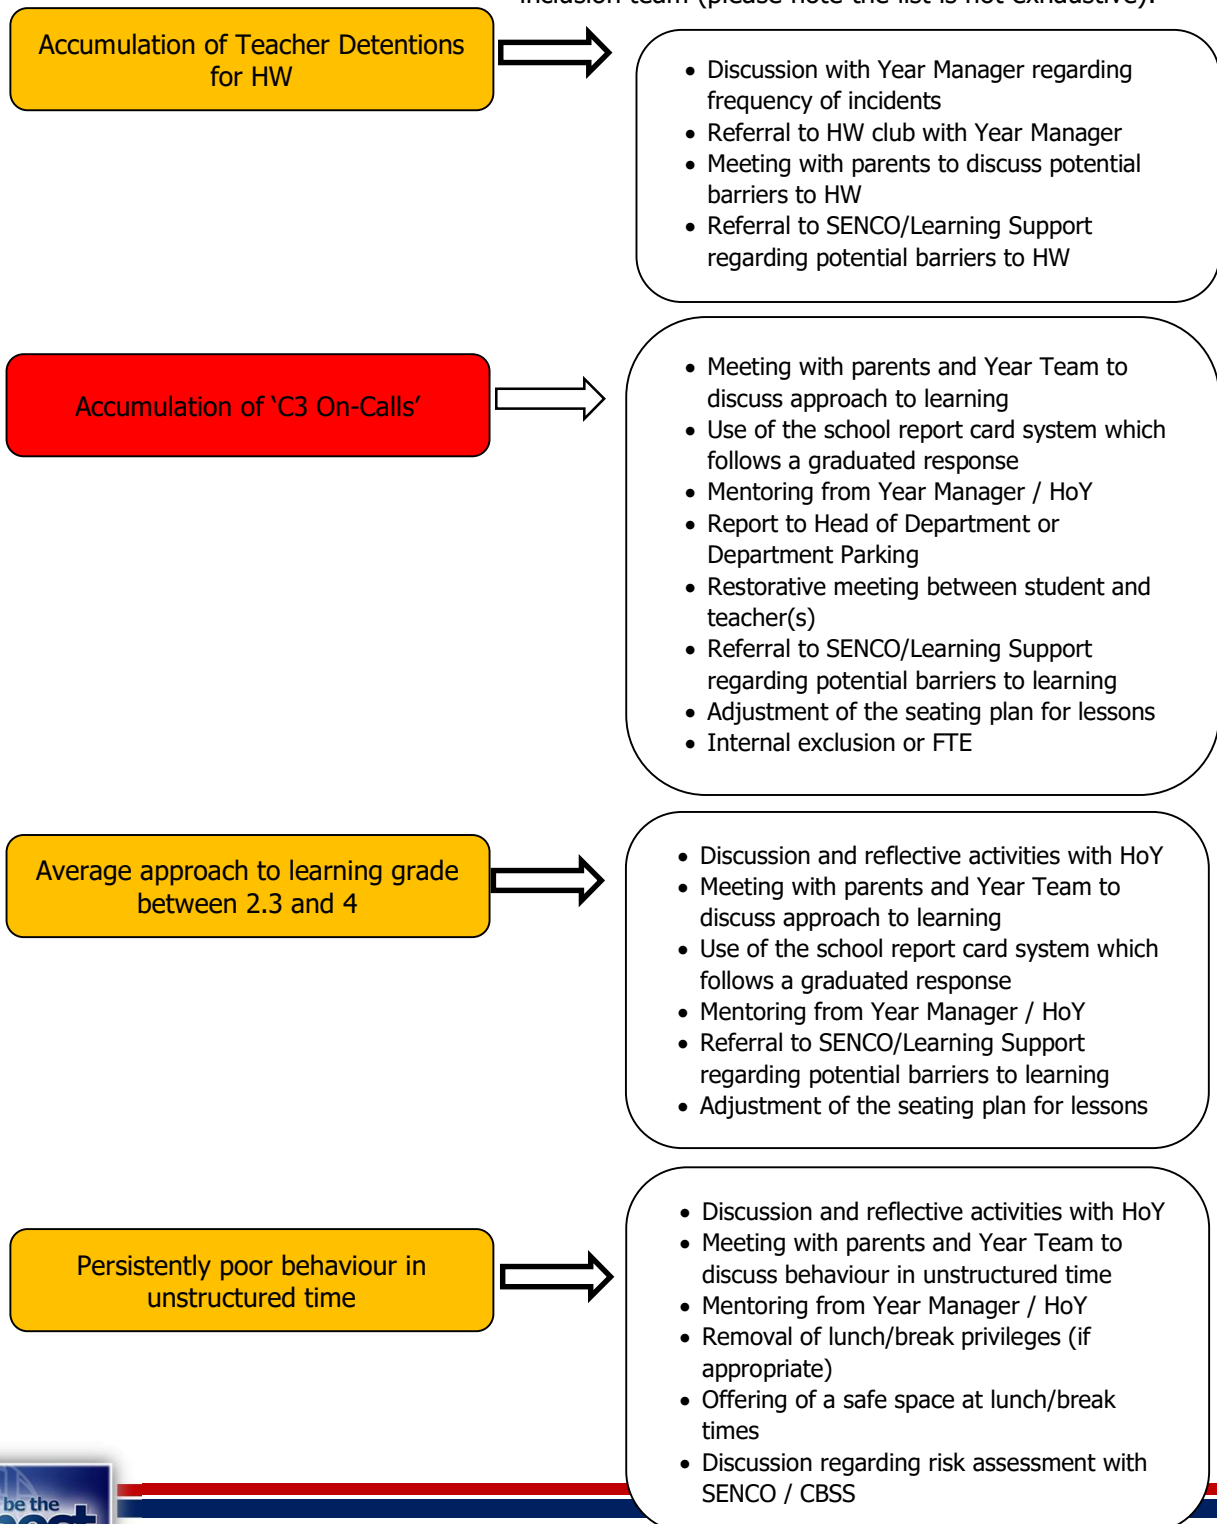 inclusion team (please note the list is not exhaustive).
Accumulation of Teacher Detentions
for HW
• Discussion with Year Manager regarding
frequency of incidents
• Referral to HW club with Year Manager
• Meeting with parents to discuss potential
barriers to HW
• Referral to SENCO/Learning Support
regarding potential barriers to HW
Accumulation of ‘C3 On-Calls’
• Meeting with parents and Year Team to
discuss approach to learning
• Use of the school report card system which
follows a graduated response
• Mentoring from Year Manager / HoY
• Report to Head of Department or
Department Parking
• Restorative meeting between student and
teacher(s)
• Referral to SENCO/Learning Support
regarding potential barriers to learning
• Adjustment of the seating plan for lessons
• Internal exclusion or FTE
Average approach to learning grade
between 2.3 and 4
• Discussion and reflective activities with HoY
• Meeting with parents and Year Team to
discuss approach to learning
• Use of the school report card system which
follows a graduated response
• Mentoring from Year Manager / HoY
• Referral to SENCO/Learning Support
regarding potential barriers to learning
• Adjustment of the seating plan for lessons
Persistently poor behaviour in
unstructured time
• Discussion and reflective activities with HoY
• Meeting with parents and Year Team to
discuss behaviour in unstructured time
• Mentoring from Year Manager / HoY
• Removal of lunch/break privileges (if
appropriate)
• Offering of a safe space at lunch/break
times
• Discussion regarding risk assessment with
SENCO / CBSS
be the